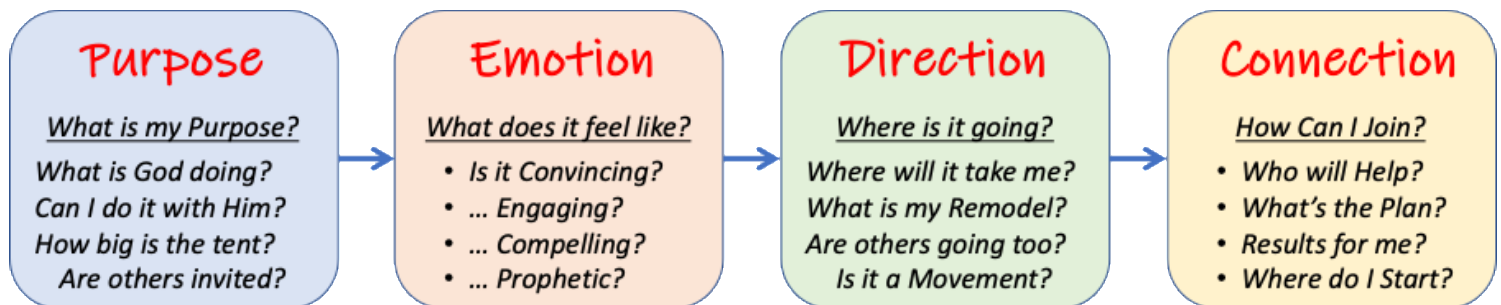 Purpose
What is my Purpose?
What is God doing?
Can I do it with Him?
How big is the tent?
Are others invited?
Emotion
What does it feel like?
• Is it Convincing?
• ... Engaging?
• ... Compelling?
• ... Prophetic?
Direction
Where is it going?
Where will it take me?
What is my Remodel?
Are others going too?
Is it a Movement?
Connection
How Can I Join?
• Who will Help?
• What's the Plan?
• Results for me?
• Where do I Start?